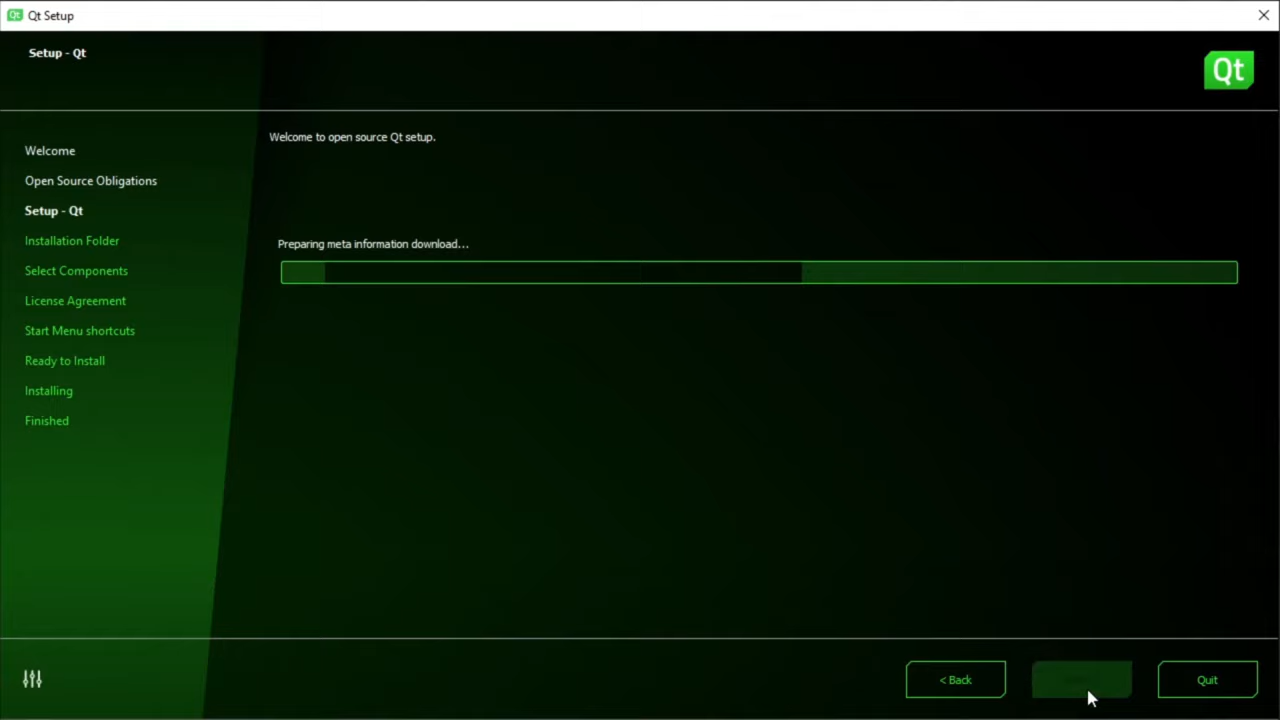 Qt Qt Setup
Setup - Qt
Qt
Welcome to open source Qt setup.
Welcome
Open Source Obligations
Setup - Qt
Installation Folder
Select Components
License Agreement
Start Menu shortcuts
Ready to Install
Installing
Finished
Preparing meta information download...
< Back
Quit